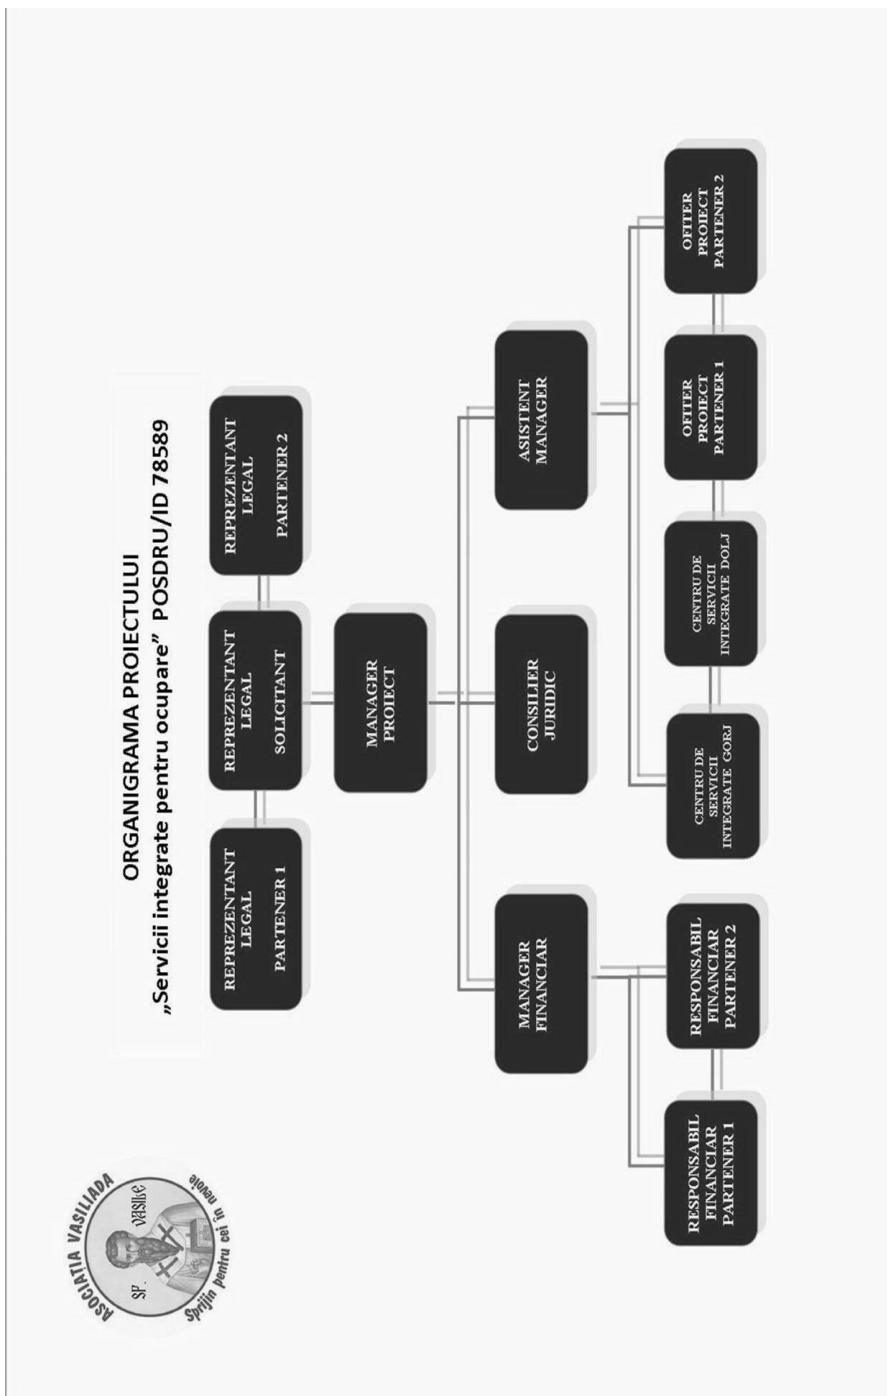 ASOCIAȚIA VASILIADA
SF. VASILE
Sprijin pentru cei în nevoie
ORGANIGRAMA PROIECTULUI
„Servicii integrate pentru ocupare” POSDRU/ID 78589
REPREZENTANT
LEGAL
PARTENER 1
REPREZENTANT
LEGAL
SOLICITANT
REPREZENTANT
LEGAL
PARTENER 2
MANAGER
PROIECT
MANAGER
FINANCIAR
CONSILIER
JURIDIC
ASISTENT
MANAGER
RESPONSABIL
FINANCIAR
PARTENER 1
RESPONSABIL
FINANCIAR
PARTENER 2
CENTRU DE
SERVICII
INTEGRATE GORJ
CENTRU DE
SERVICII
INTEGRATE DOLJ
OFITER
PROIECT
PARTENER 1
OFITER
PROIECT
PARTENER 2